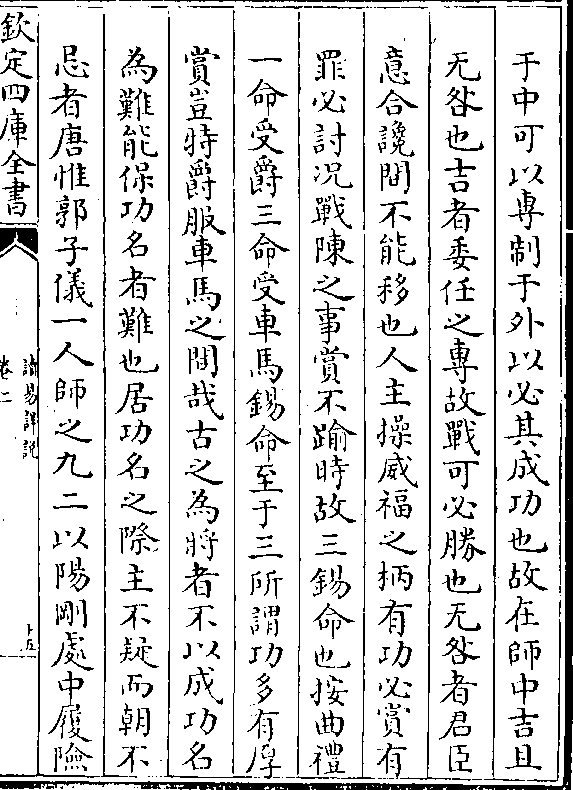 于中可以專制于外以必其成功也故在師中吉且
无咎也吉者委任之專故戰可必勝也无咎者君臣
意合讒間不能移也人主操威福之柄有功必賞有
罪必討况戰陳之事賞不踰時故三錫命也按曲禮
一命受爵三命受車馬錫命至于三所謂功多有厚
賞豈特爵服車馬之間哉古之為將者不以成功名
為難能保功名者難也居功名之際主不疑而朝不
忌者唐惟郭子儀一人師之九二以陽剛處中履險
欽定四庫全書
讀易詳說
卷二
十五